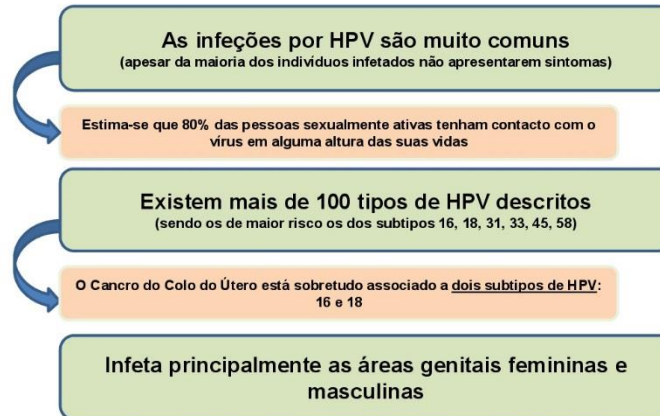 As infeções por HPV são muito comuns
(apesar da maioria dos indivíduos infetados não apresentarem sintomas)
Estima-se que 80% das pessoas sexualmente ativas tenham contacto com o
vírus em alguma altura das suas vidas
Existem mais de 100 tipos de HPV descritos
(sendo os de maior risco os dos subtipos 16, 18, 31, 33, 45, 58)
O Cancro do Colo do Útero está sobretudo associado a dois subtipos de HPV:
16 e 18
Infeta principalmente as áreas genitais femininas e
masculinas